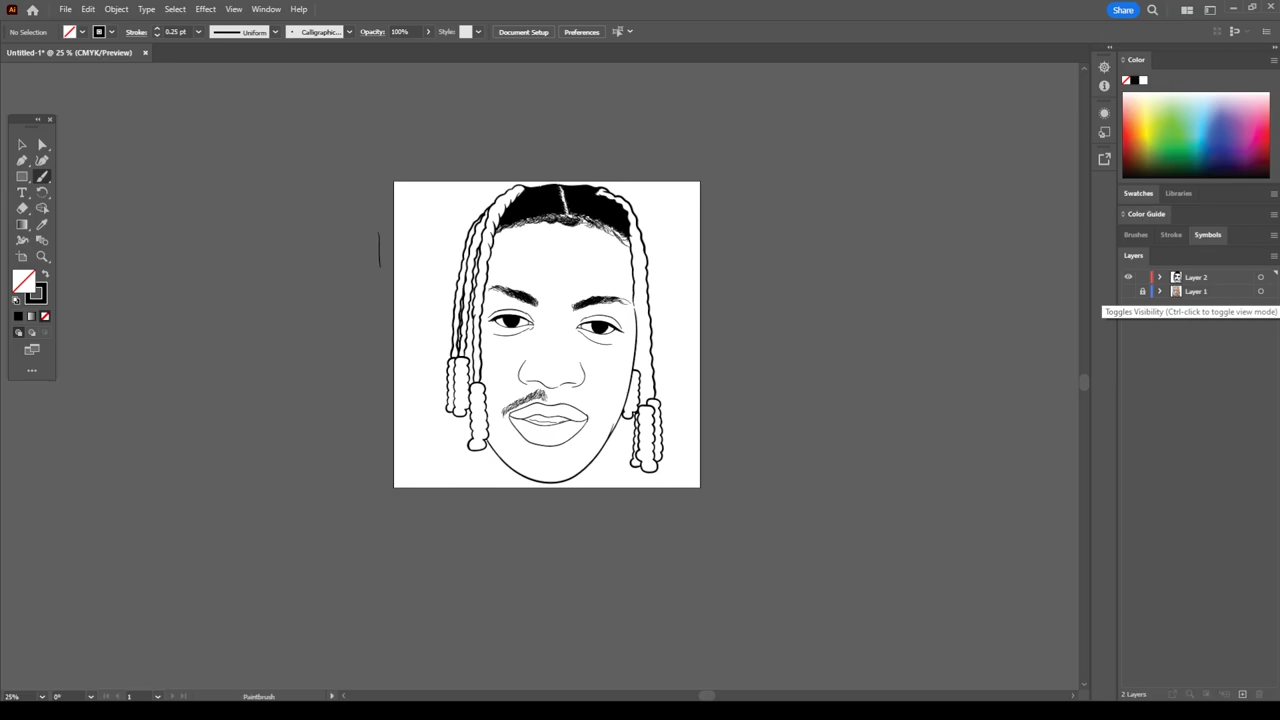 Ai File Edit Object Type Select Effect View Window Help Share
No Selection Stroke: 0.25 pt Uniform Calligraphic... Opacity: 100% Style: Document Setup Preferences
Untitled-1* @ 25 % (CMYK/Preview)
Color
Swatches Libraries
Color Guide
Brushes Stroke Symbols
Layers
Layer 2
Layer 1
Toggles Visibility (Ctrl-click to toggle view mode)
2 Layers
25% 0° 1 Paintbrush